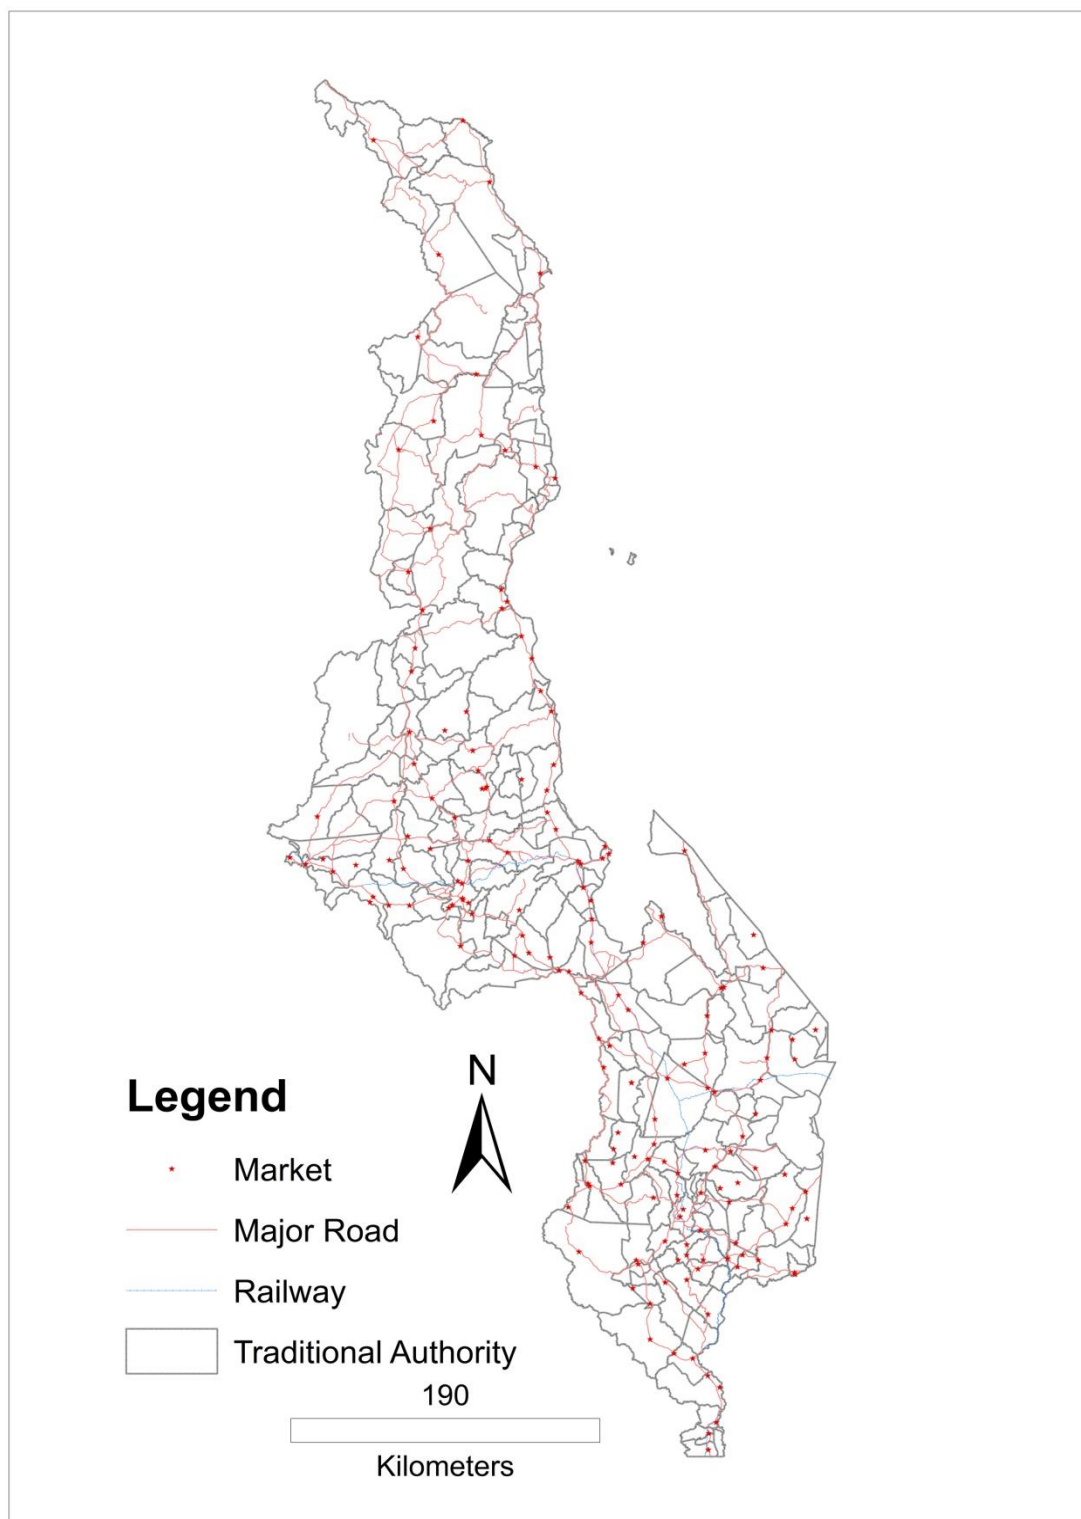 N
Legend
Market
Major Road
Railway
Traditional Authority
190
Kilometers